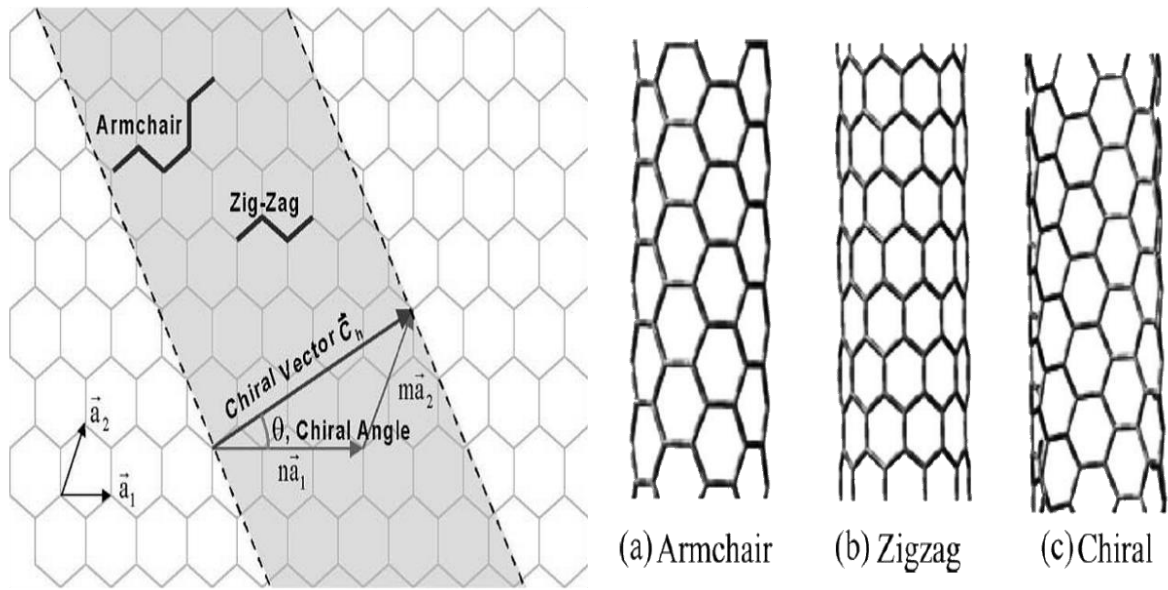 Armchair
Zig-Zag
Chiral Vector C⃗h
ma⃗2
θ, Chiral Angle
na⃗1
a⃗2
a⃗1
(a) Armchair
(b) Zigzag
(c) Chiral